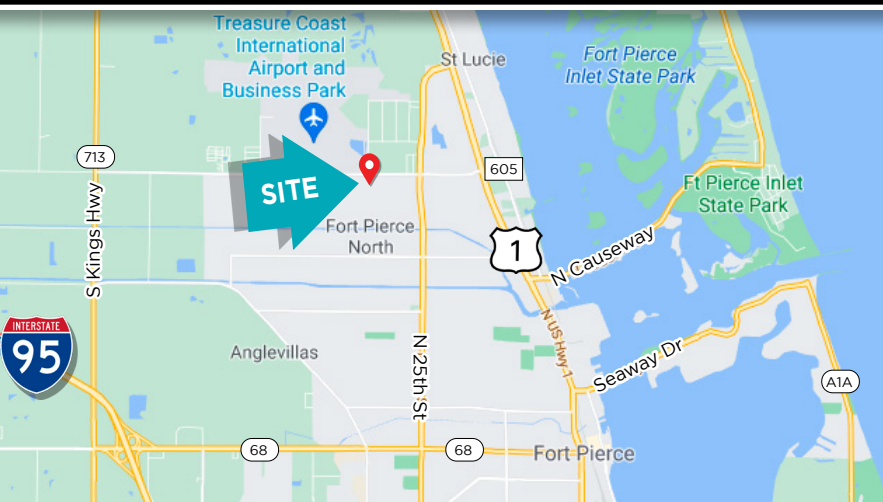 Treasure Coast
International
Airport and
Business Park
St Lucie
Fort Pierce
Inlet State Park
713
605
SITE
Ft Pierce Inlet
State Park
S Kings Hwy
Fort Pierce
North
1
N Causeway
INTERSTATE
95
N US Hwy 1
Anglevillas
N 25th St
Seaway Dr
A1A
68
68
Fort Pierce